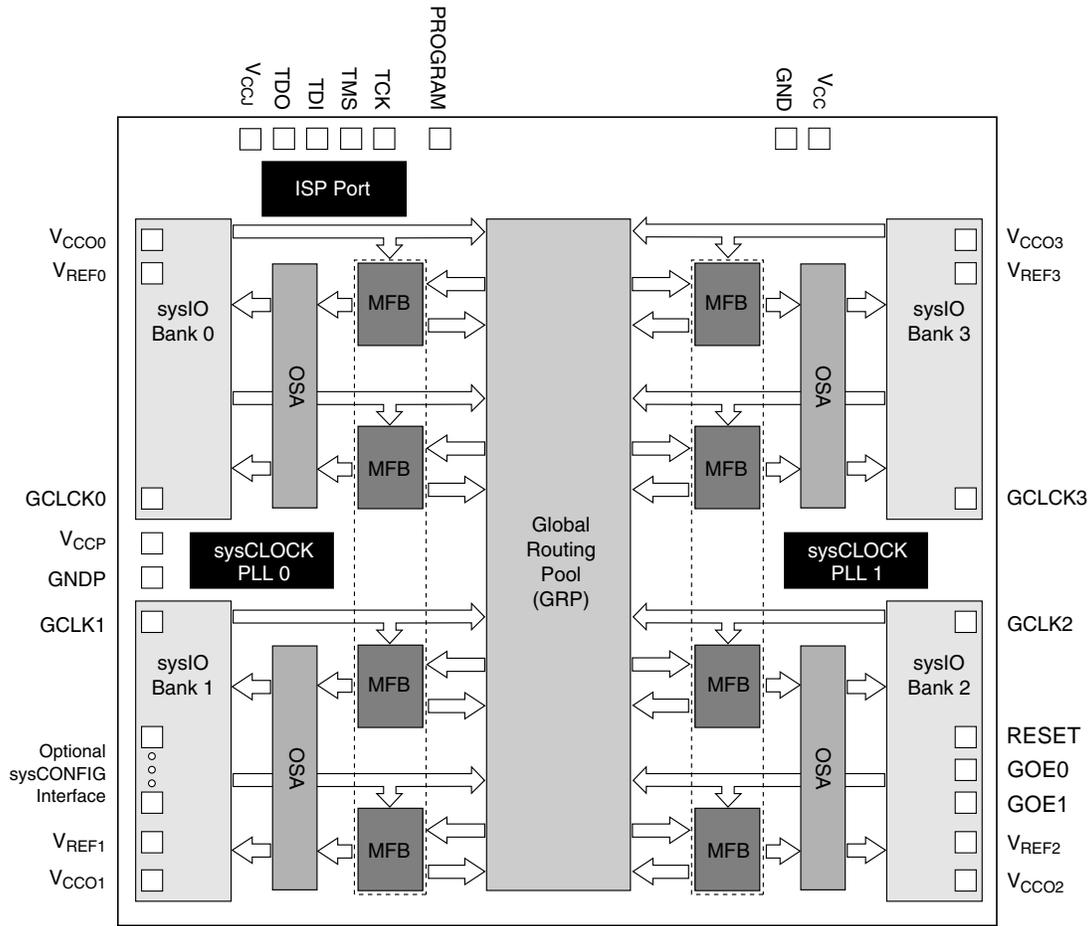 VCCJ
TDO
TDI
TMS
TCK
PROGRAM
GND
VCC
ISP Port
VCCO0
VREF0
sysIO
Bank 0
OSA
MFB
MFB
GCLCK0
VCCP
GNDP
sysCLOCK
PLL 0
GCLK1
sysIO
Bank 1
OSA
MFB
MFB
Optional
sysCONFIG
Interface
VREF1
VCCO1
Global
Routing
Pool
(GRP)
MFB
MFB
OSA
sysIO
Bank 3
VCCO3
VREF3
GCLCK3
sysCLOCK
PLL 1
MFB
MFB
OSA
sysIO
Bank 2
GCLK2
RESET
GOE0
GOE1
VREF2
VCCO2